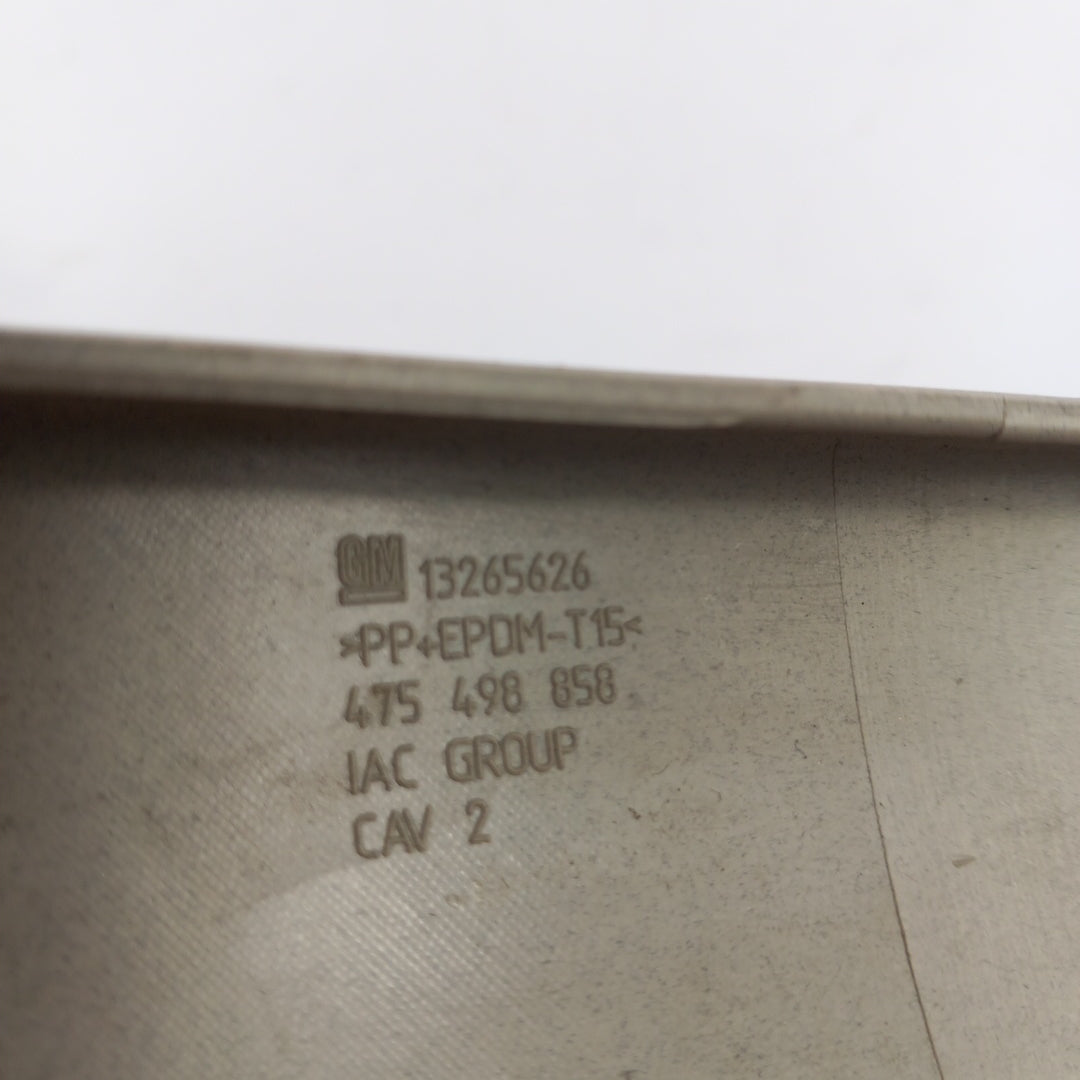 GM 13265626
>PP+EPDM-T15<
475 498 858
IAC GROUP
CAV 2